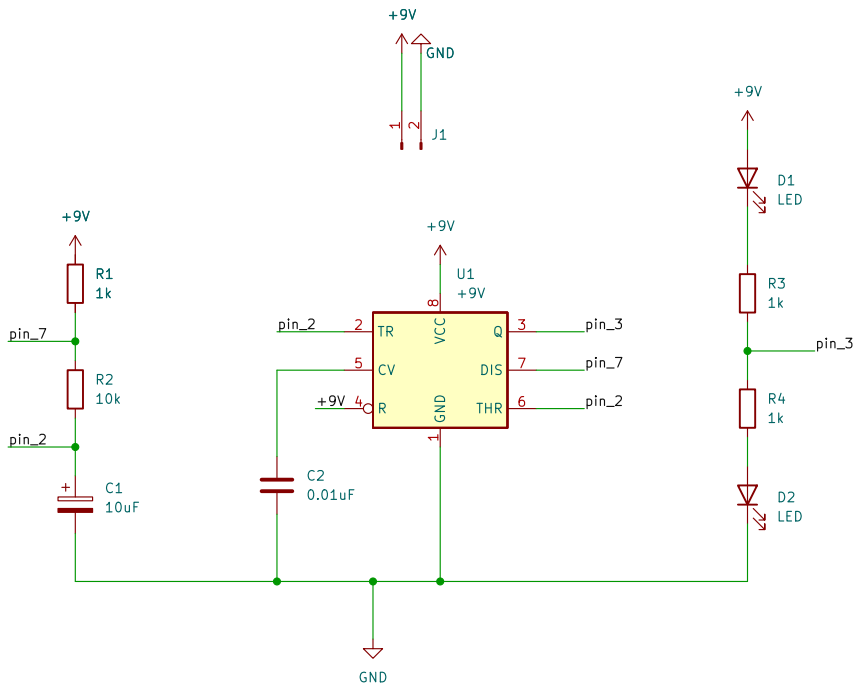 +9V
GND
1
2
J1
+9V
D1
LED
+9V
R1
1k
pin_7
R2
10k
pin_2
+
C1
10uF
+9V
U1
+9V
8
VCC
pin_2
2
TR
Q
3
pin_3
5
CV
DIS
7
pin_7
+9V
4
R
GND
THR
6
pin_2
1
C2
0.01uF
R3
1k
pin_3
R4
1k
D2
LED
GND